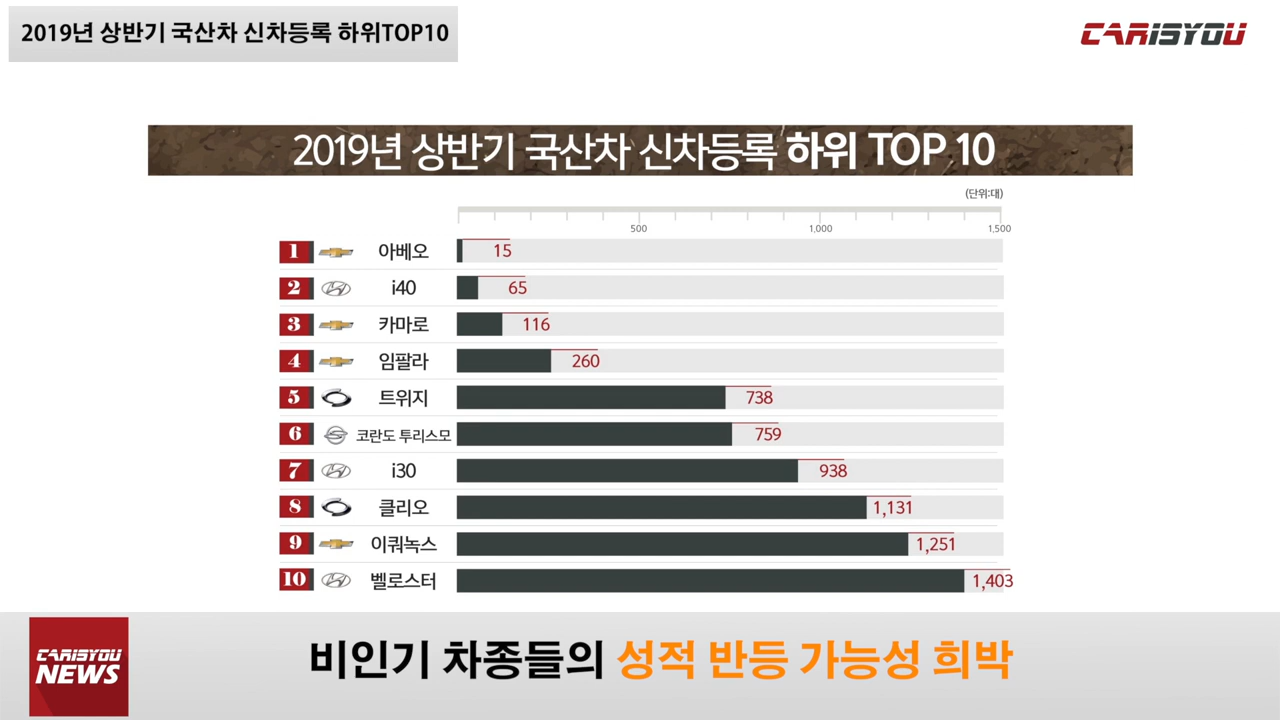 2019년 상반기 국산차 신차등록 하위TOP10
CARISYOU
2019년 상반기 국산차 신차등록 하위 TOP 10
(단위:대)
500 1,000 1,500
1 아베오 15
2 i40 65
3 카마로 116
4 임팔라 260
5 트위지 738
6 코란도 투리스모 759
7 i30 938
8 클리오 1,131
9 이쿼녹스 1,251
10 벨로스터 1,403
CARISYOU
NEWS
비인기 차종들의 성적 반등 가능성 희박